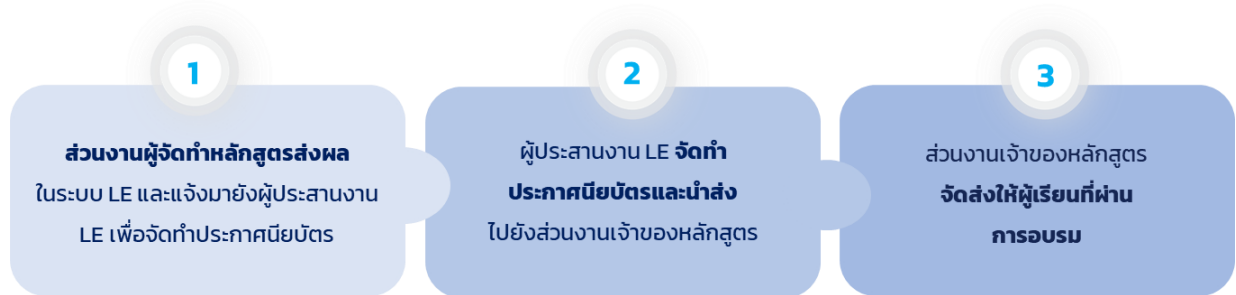 1
ส่วนงานผู้จัดทำหลักสูตรส่งผล
ในระบบ LE และแจ้งมายังผู้ประสานงาน
LE เพื่อจัดทำประกาศนียบัตร
2
ผู้ประสานงาน LE จัดทำ
ประกาศนียบัตรและนำส่ง
ไปยังส่วนงานเจ้าของหลักสูตร
3
ส่วนงานเจ้าของหลักสูตร
จัดส่งให้ผู้เรียนที่ผ่าน
การอบรม